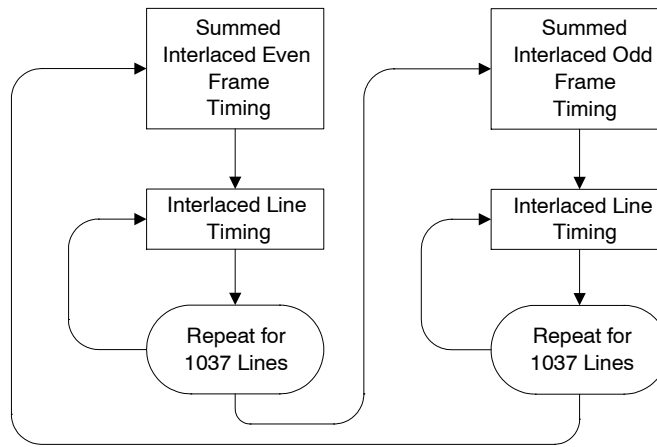 Summed
Interlaced Even
Frame
Timing
Interlaced Line
Timing
Repeat for
1037 Lines
Summed
Interlaced Odd
Frame
Timing
Interlaced Line
Timing
Repeat for
1037 Lines